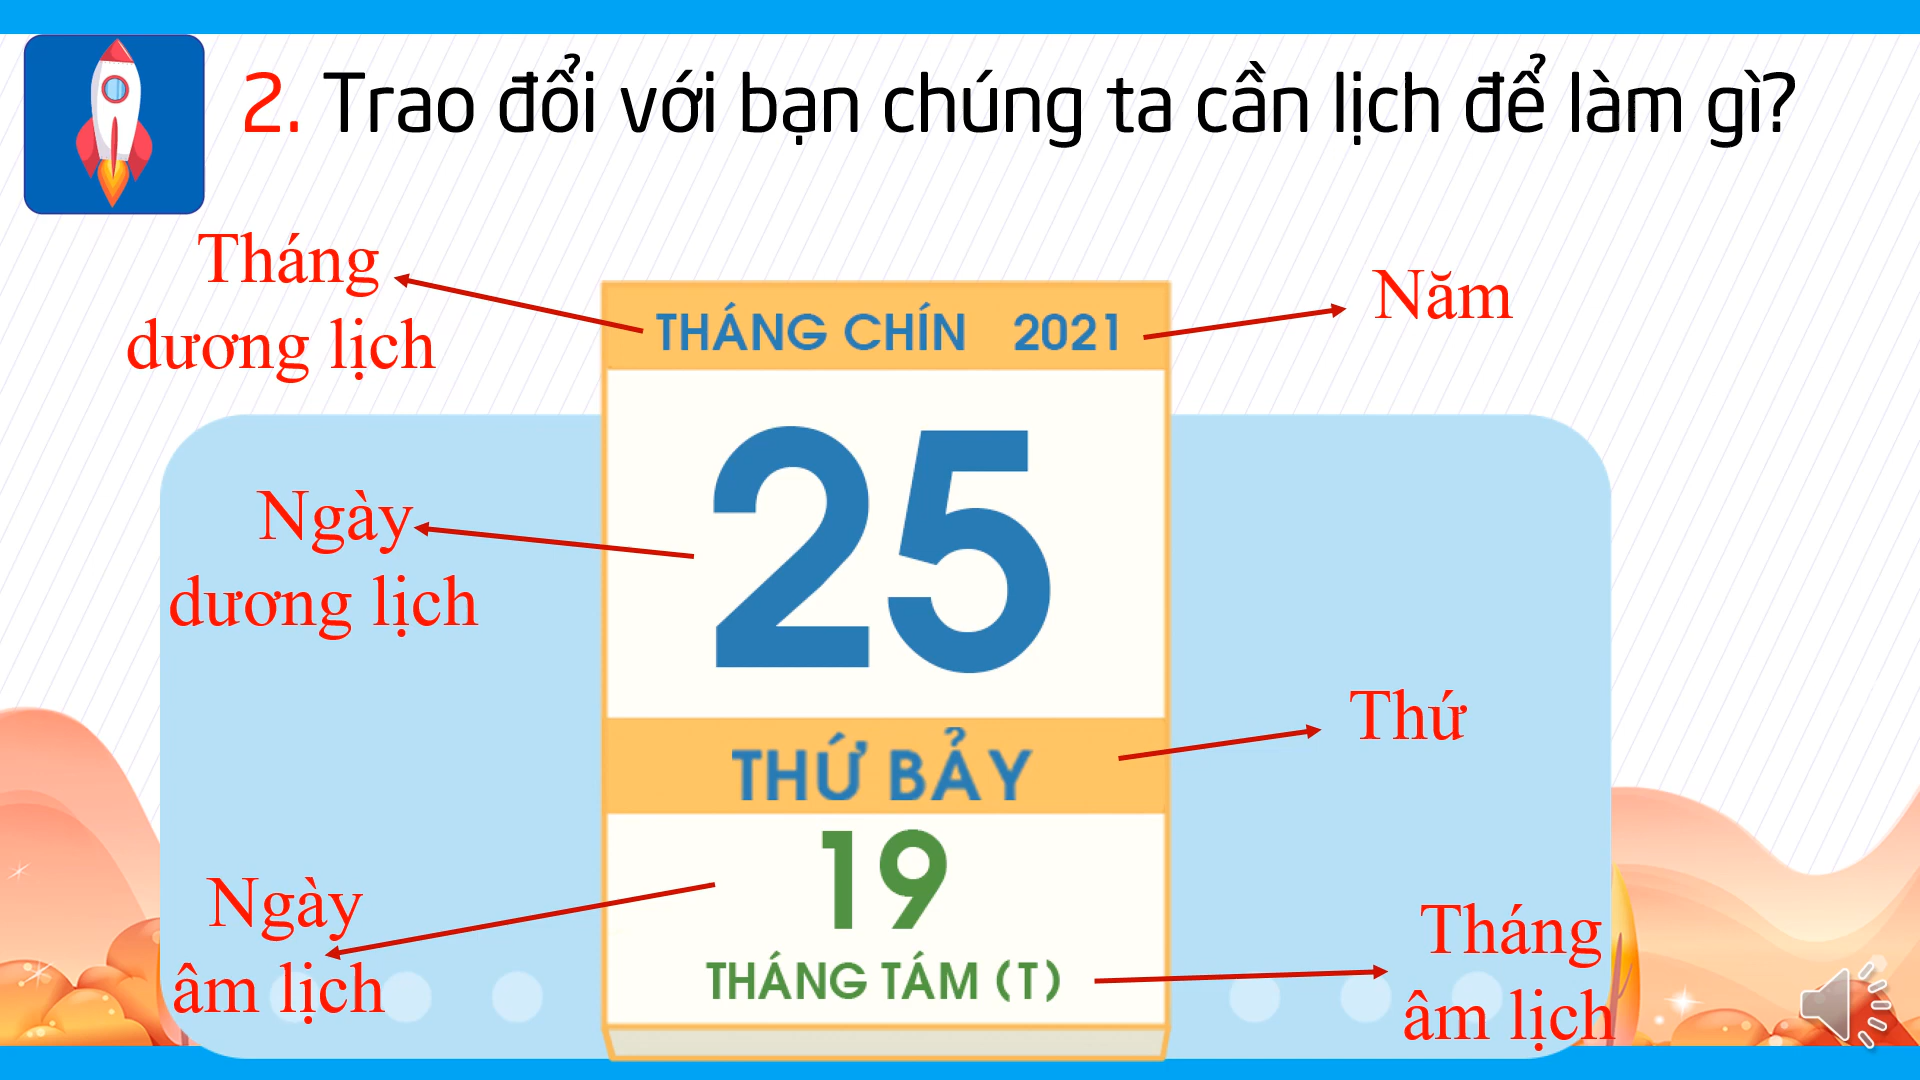 2. Trao đổi với bạn chúng ta cần lịch để làm gì?
Tháng
dương lịch
Năm
THÁNG CHÍN 2021
25
Ngày
dương lịch
THỨ BẢY
Thứ
19
Ngày
âm lịch
THÁNG TÁM (T)
Tháng
âm lịch